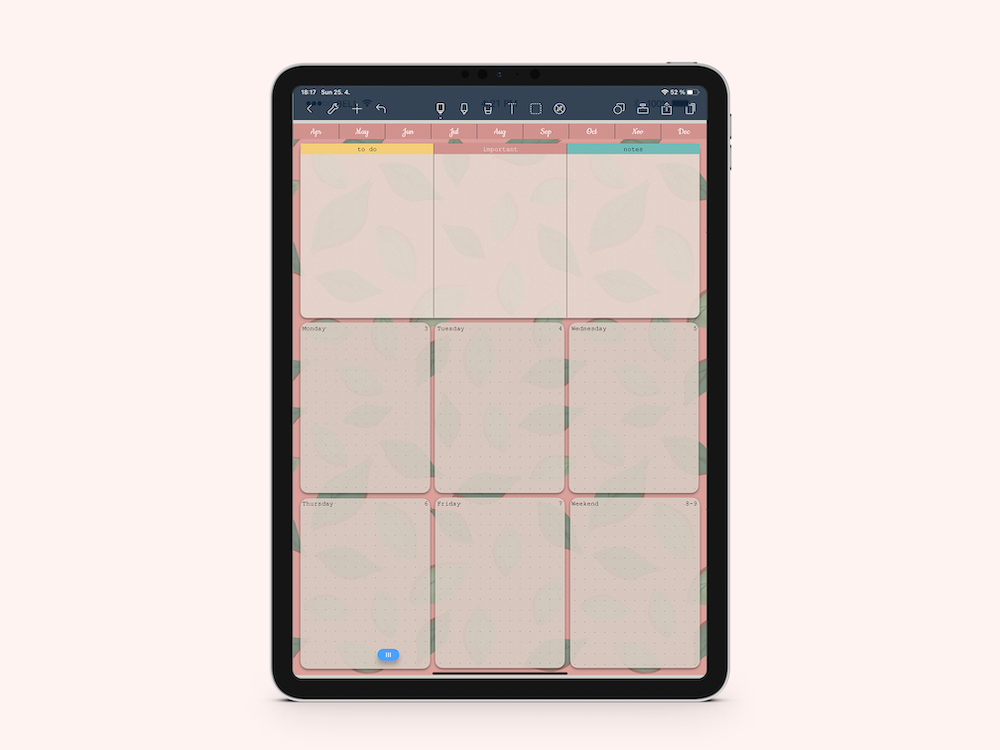 18:17 Sun 25. 4. 52 %
Apr May Jun Jul Aug Sep Oct Nov Dec
to do important notes
Monday 3 Tuesday 4 Wednesday 5
Thursday 6 Friday 7 Weekend 8-9